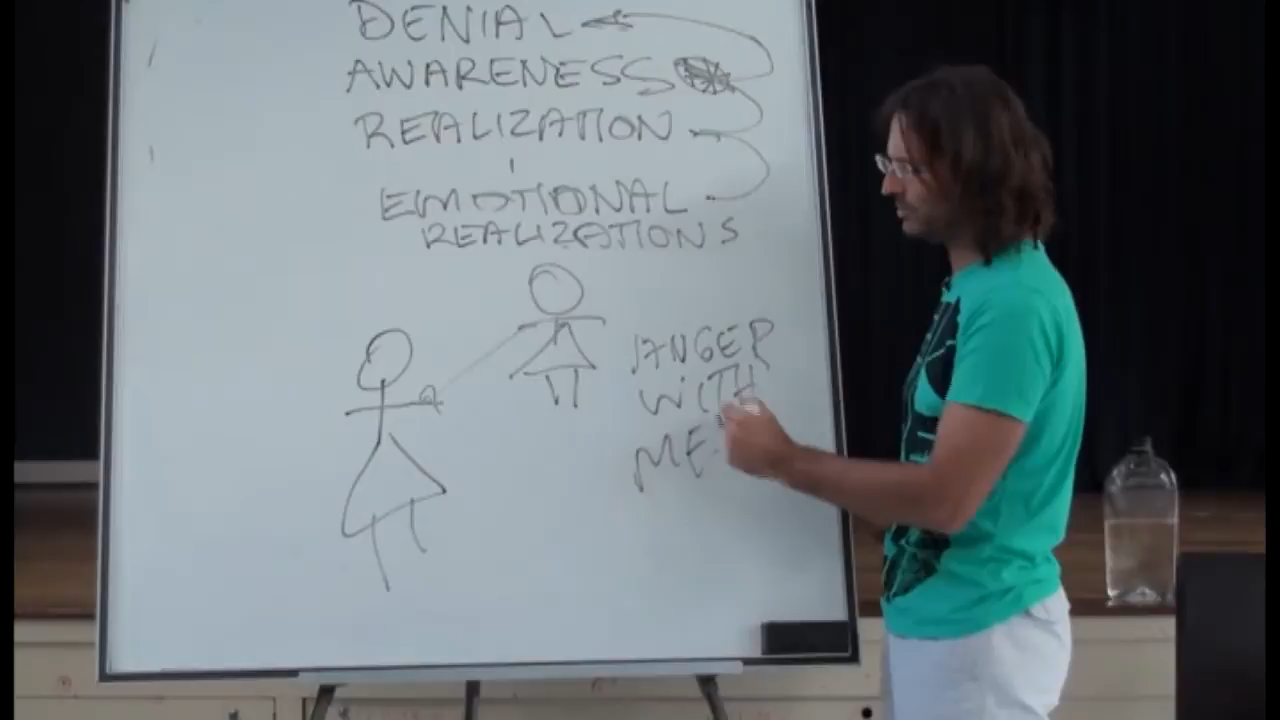 DENIAL
AWARENESS
REALIZATION
EMOTIONAL
REALIZATIONS
ANGER
WITH
ME